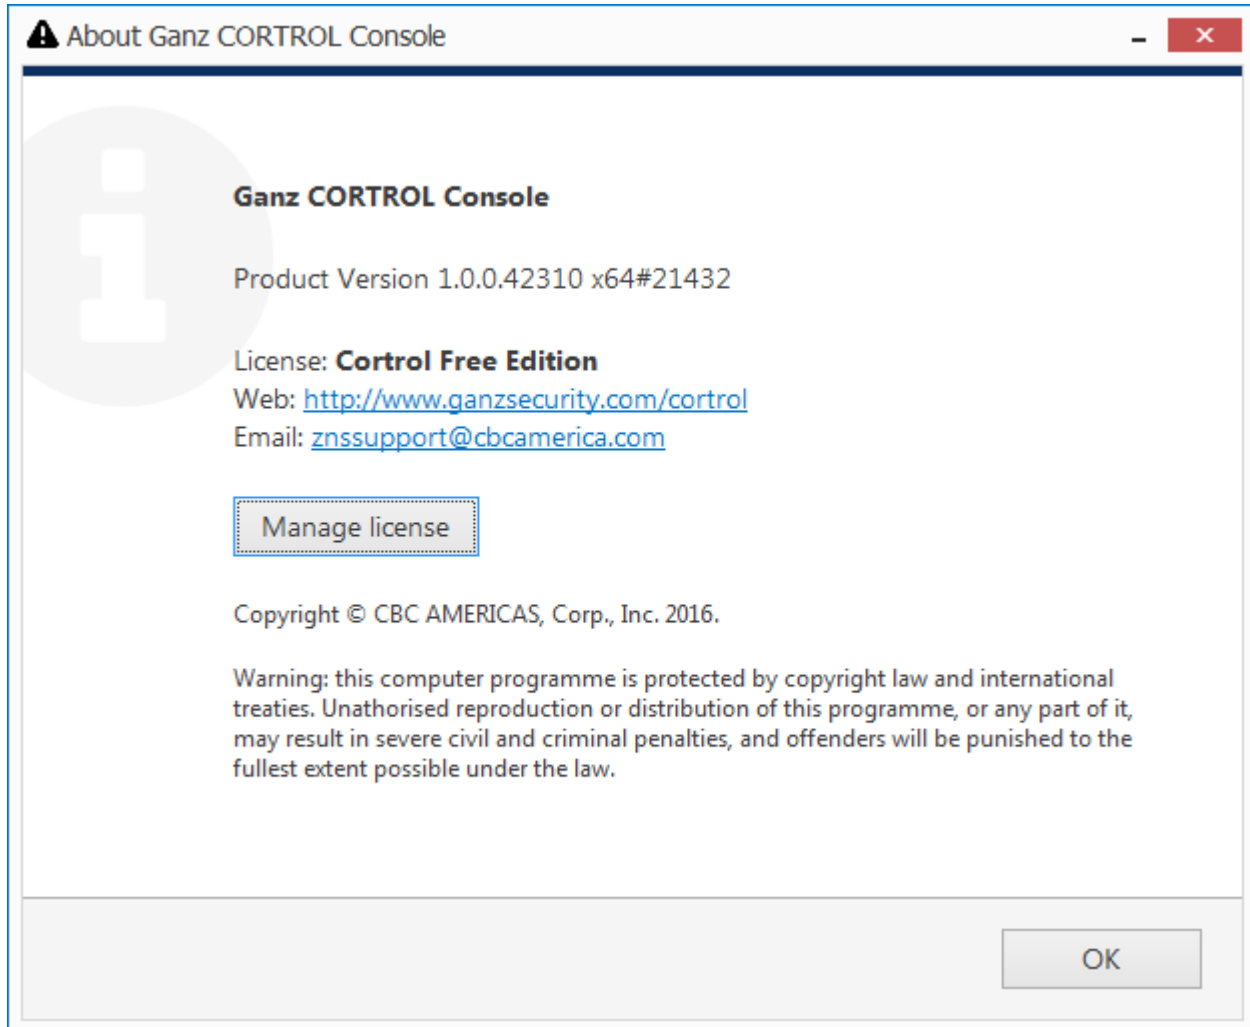 About Ganz CORTROL Console
Ganz CORTROL Console
Product Version 1.0.0.42310 x64#21432
License: Cortrol Free Edition
Web: http://www.ganzsecurity.com/cortrol
Email: znssupport@cbcamerica.com
Manage license
Copyright © CBC AMERICAS, Corp., Inc. 2016.
Warning: this computer programme is protected by copyright law and international
treaties. Unathorised reproduction or distribution of this programme, or any part of it,
may result in severe civil and criminal penalties, and offenders will be punished to the
fullest extent possible under the law.
OK